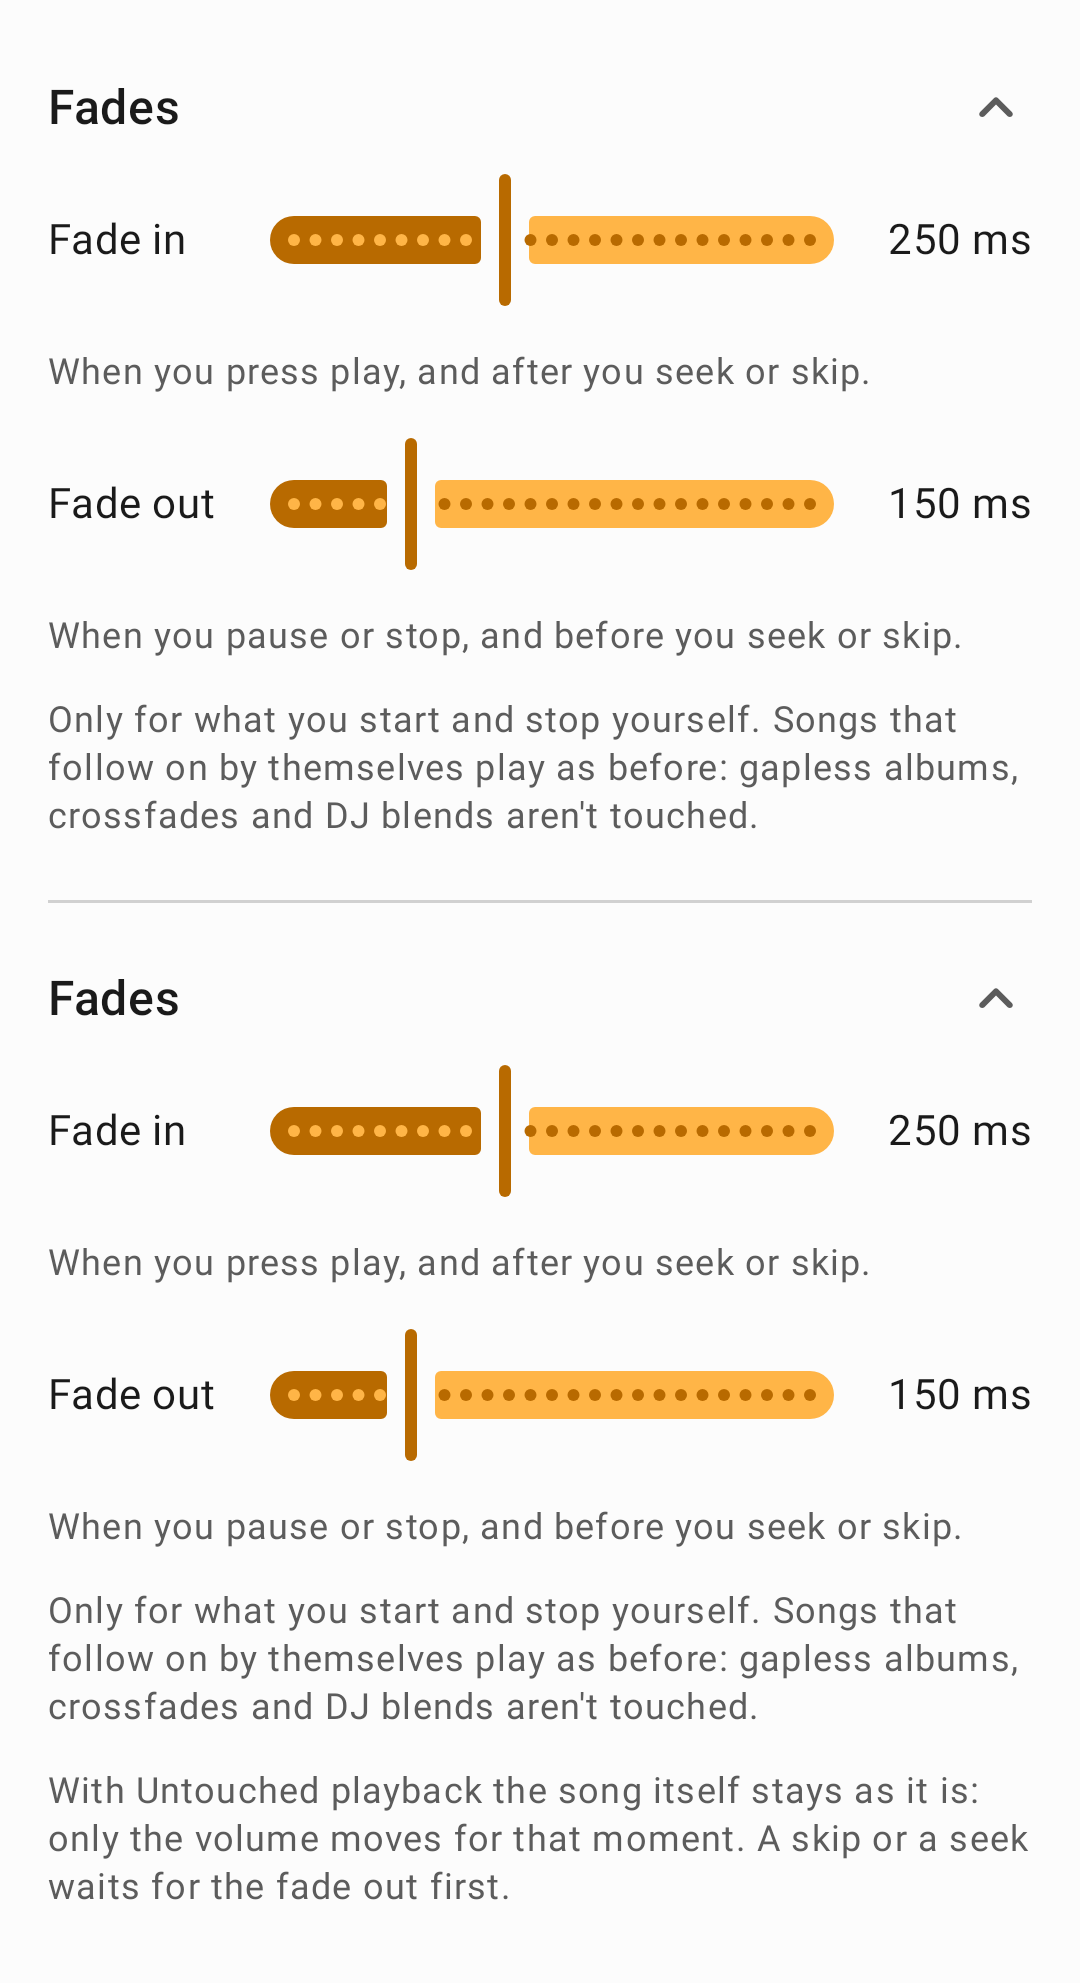 Fades
Fade in
250 ms
When you press play, and after you seek or skip.
Fade out
150 ms
When you pause or stop, and before you seek or skip.
Only for what you start and stop yourself. Songs that
follow on by themselves play as before: gapless albums,
crossfades and DJ blends aren't touched.
Fades
Fade in
250 ms
When you press play, and after you seek or skip.
Fade out
150 ms
When you pause or stop, and before you seek or skip.
Only for what you start and stop yourself. Songs that
follow on by themselves play as before: gapless albums,
crossfades and DJ blends aren't touched.
With Untouched playback the song itself stays as it is:
only the volume moves for that moment. A skip or a seek
waits for the fade out first.